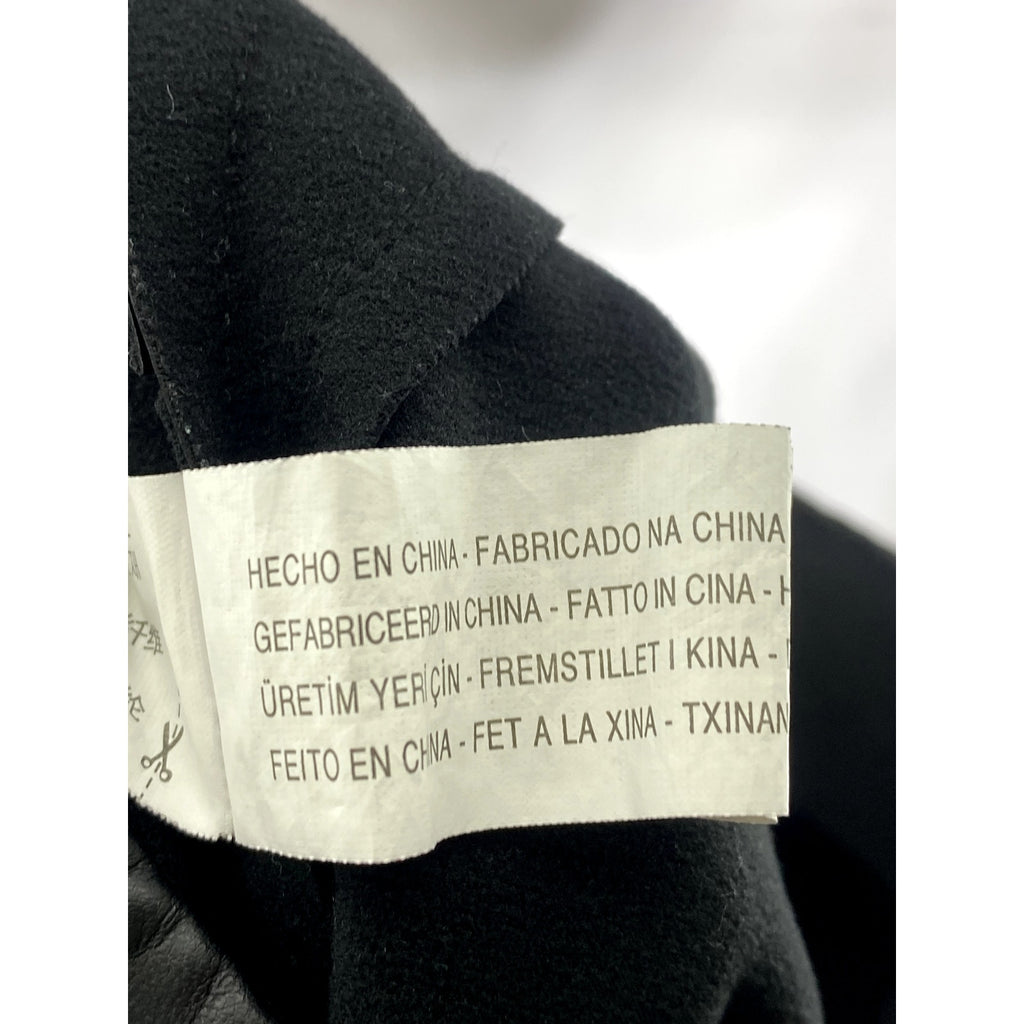 HECHO EN CHINA - FABRICADO NA CHINA
GEFABRICEERD IN CHINA - FATTO IN CINA -
ÜRETİM YERİ ÇİN - FREMSTILLET I KINA -
FEITO EN CHINA - FET A LA XINA - TXINAN